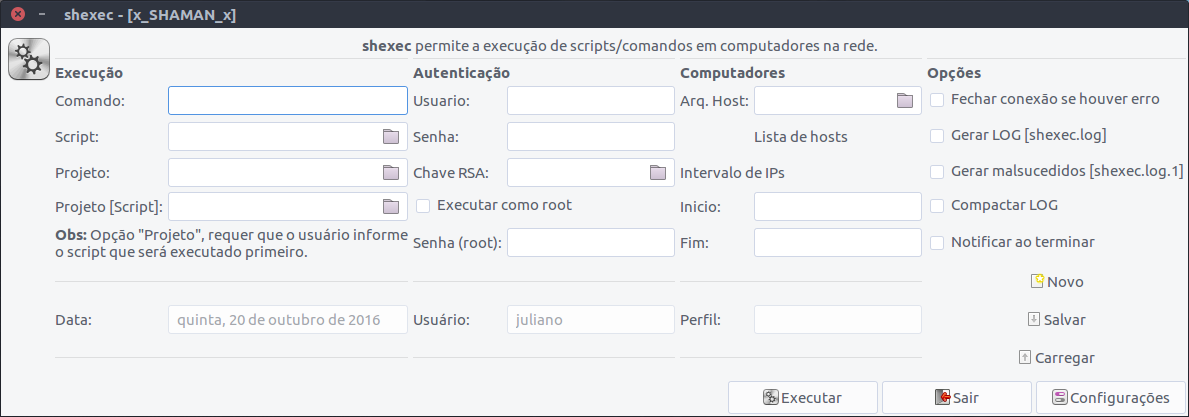 shexec - [x_SHAMAN_x]
shexec permite a execução de scripts/comandos em computadores na rede.
Execução
Comando:
Script:
Projeto:
Projeto [Script]:
Obs: Opção "Projeto", requer que o usuário informe
o script que será executado primeiro.
Autenticação
Usuario:
Senha:
Chave RSA:
Executar como root
Senha (root):
Computadores
Arq. Host:
Lista de hosts
Intervalo de IPs
Inicio:
Fim:
Opções
Fechar conexão se houver erro
Gerar LOG [shexec.log]
Gerar malsucedidos [shexec.log.1]
Compactar LOG
Notificar ao terminar
Novo
Salvar
Carregar
Data: quinta, 20 de outubro de 2016
Usuário: juliano
Perfil:
Executar
Sair
Configurações